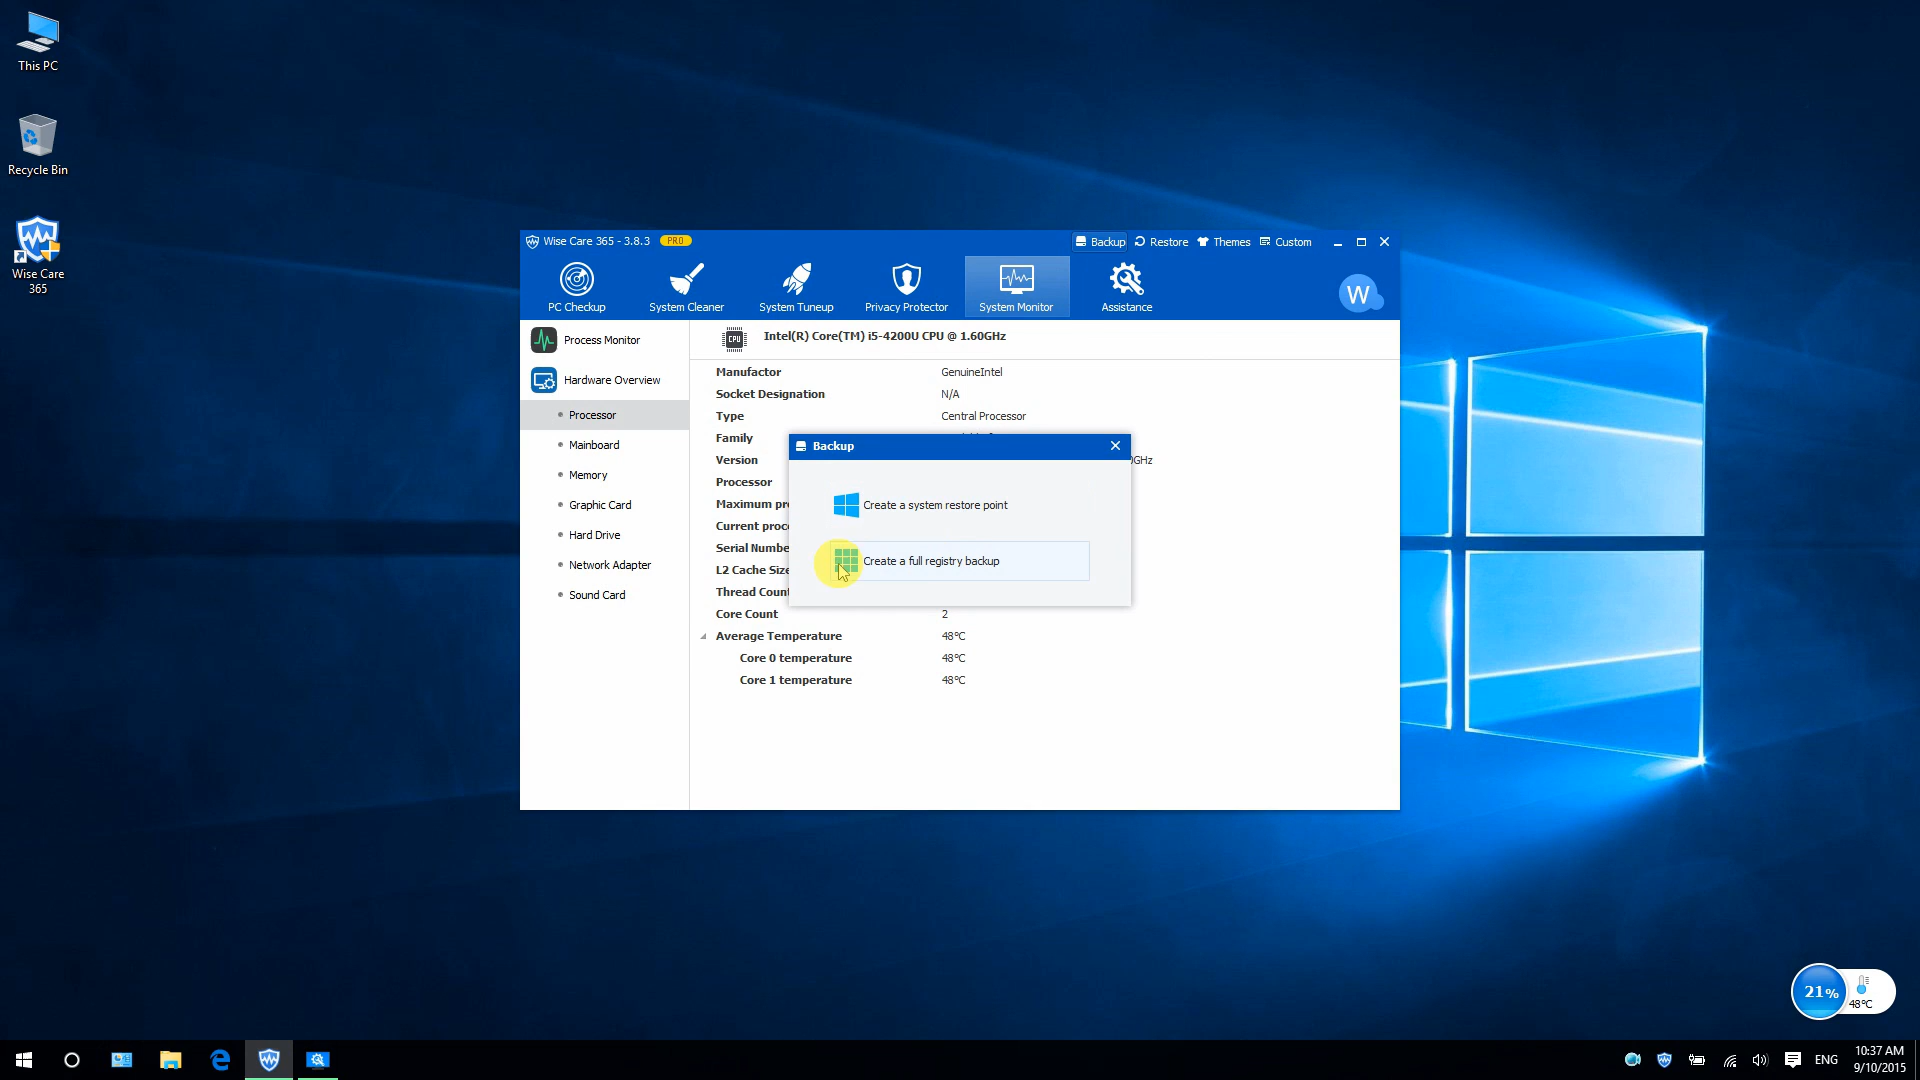 This PC
Recycle Bin
Wise Care
365
Wise Care 365 - 3.8.3 PRO
Backup Restore Themes Custom
PC Checkup System Cleaner System Tuneup Privacy Protector System Monitor Assistance
W
Process Monitor
Hardware Overview
Processor
Mainboard
Memory
Graphic Card
Hard Drive
Network Adapter
Sound Card
CPU Intel(R) Core(TM) i5-4200U CPU @ 1.60GHz
Manufactor GenuineIntel
Socket Designation N/A
Type Central Processor
Family
Version 0GHz
Processor
Maximum pr
Current proc
Serial Numbe
L2 Cache Size
Thread Count
Core Count 2
Average Temperature 48°C
Core 0 temperature 48°C
Core 1 temperature 48°C
Backup
Create a system restore point
Create a full registry backup
21% 48°C
ENG
10:37 AM
9/10/2015